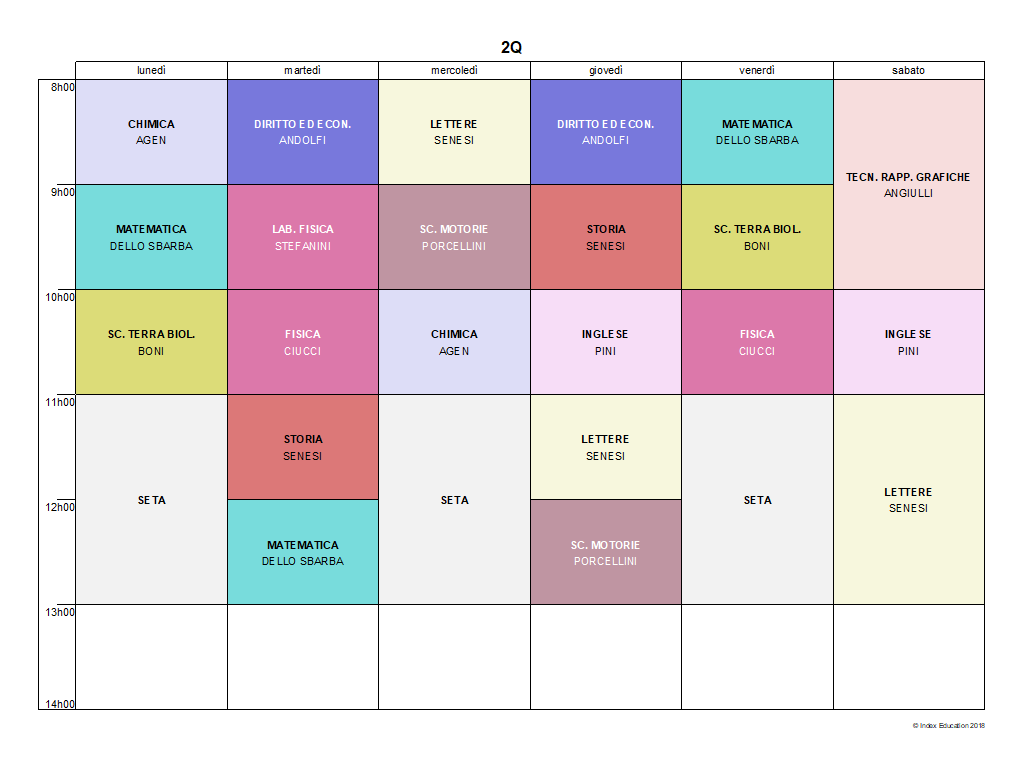 2Q
lunedì martedì mercoledì giovedì venerdì sabato
8h00
CHIMICA
AGEN
DIRITTO ED ECON.
ANDOLFI
LETTERE
SENESI
DIRITTO ED ECON.
ANDOLFI
MATEMATICA
DELLO SBARBA
TECN. RAPP. GRAFICHE
ANGIULLI
9h00
MATEMATICA
DELLO SBARBA
LAB. FISICA
STEFANINI
SC. MOTORIE
PORCELLINI
STORIA
SENESI
SC. TERRA BIOL.
BONI
10h00
SC. TERRA BIOL.
BONI
FISICA
CIUCCI
CHIMICA
AGEN
INGLESE
PINI
FISICA
CIUCCI
INGLESE
PINI
11h00
SETA
STORIA
SENESI
SETA
LETTERE
SENESI
SETA
LETTERE
SENESI
12h00
MATEMATICA
DELLO SBARBA
SC. MOTORIE
PORCELLINI
13h00
14h00
© Index Education 2018